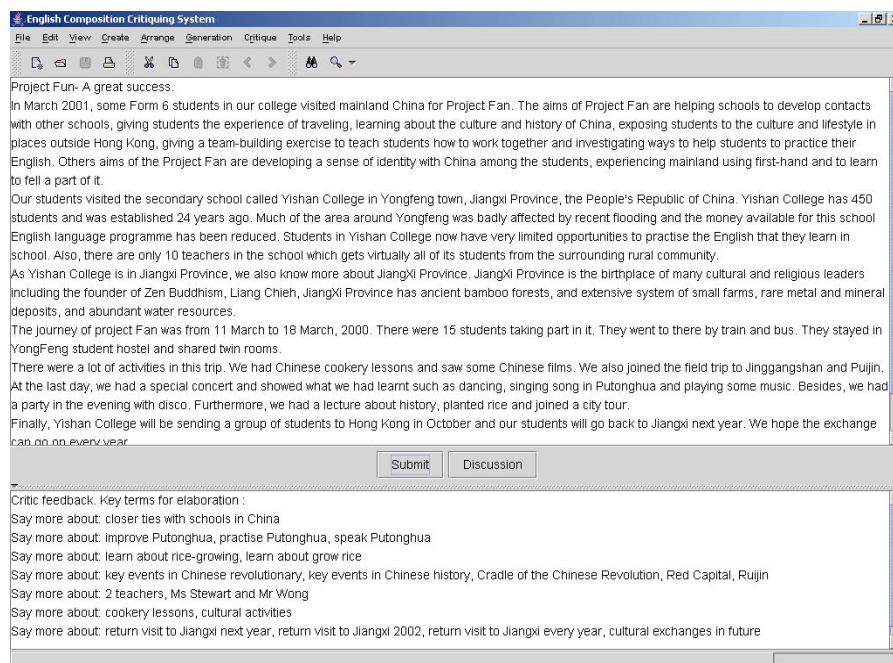 English Composition Critiquing System
File Edit View Create Arrange Generation Critique Tools Help
Project Fun- A great success.
In March 2001, some Form 6 students in our college visited mainland China for Project Fan. The aims of Project Fan are helping schools to develop contacts
with other schools, giving students the experience of traveling, learning about the culture and history of China, exposing students to the culture and lifestyle in
places outside Hong Kong, giving a team-building exercise to teach students how to work together and investigating ways to help students to practice their
English. Others aims of the Project Fan are developing a sense of identity with China among the students, experiencing mainland using first-hand and to learn
to fell a part of it.
Our students visited the secondary school called Yishan College in Yongfeng town, Jiangxi Province, the People's Republic of China. Yishan College has 450
students and was established 24 years ago. Much of the area around Yongfeng was badly affected by recent flooding and the money available for this school
English language programme has been reduced. Students in Yishan College now have very limited opportunities to practise the English that they learn in
school. Also, there are only 10 teachers in the school which gets virtually all of its students from the surrounding rural community.
As Yishan College is in Jiangxi Province, we also know more about JiangXi Province. JiangXi Province is the birthplace of many cultural and religious leaders
including the founder of Zen Buddhism, Liang Chieh, JiangXi Province has ancient bamboo forests, and extensive system of small farms, rare metal and mineral
deposits, and abundant water resources.
The journey of project Fan was from 11 March to 18 March, 2000. There were 15 students taking part in it. They went to there by train and bus. They stayed in
YongFeng student hostel and shared twin rooms.
There were a lot of activities in this trip. We had Chinese cookery lessons and saw some Chinese films. We also joined the field trip to Jinggangshan and Puijin.
At the last day, we had a special concert and showed what we had learnt such as dancing, singing song in Putonghua and playing some music. Besides, we had
a party in the evening with disco. Furthermore, we had a lecture about history, planted rice and joined a city tour.
Finally, Yishan College will be sending a group of students to Hong Kong in October and our students will go back to Jiangxi next year. We hope the exchange
can go on every year
Submit Discussion
Critic feedback. Key terms for elaboration :
Say more about: closer ties with schools in China
Say more about: improve Putonghua, practise Putonghua, speak Putonghua
Say more about: learn about rice-growing, learn about grow rice
Say more about: key events in Chinese revolutionary, key events in Chinese history, Cradle of the Chinese Revolution, Red Capital, Ruijin
Say more about: 2 teachers, Ms Stewart and Mr Wong
Say more about: cookery lessons, cultural activities
Say more about: return visit to Jiangxi next year, return visit to Jiangxi 2002, return visit to Jiangxi every year, cultural exchanges in future